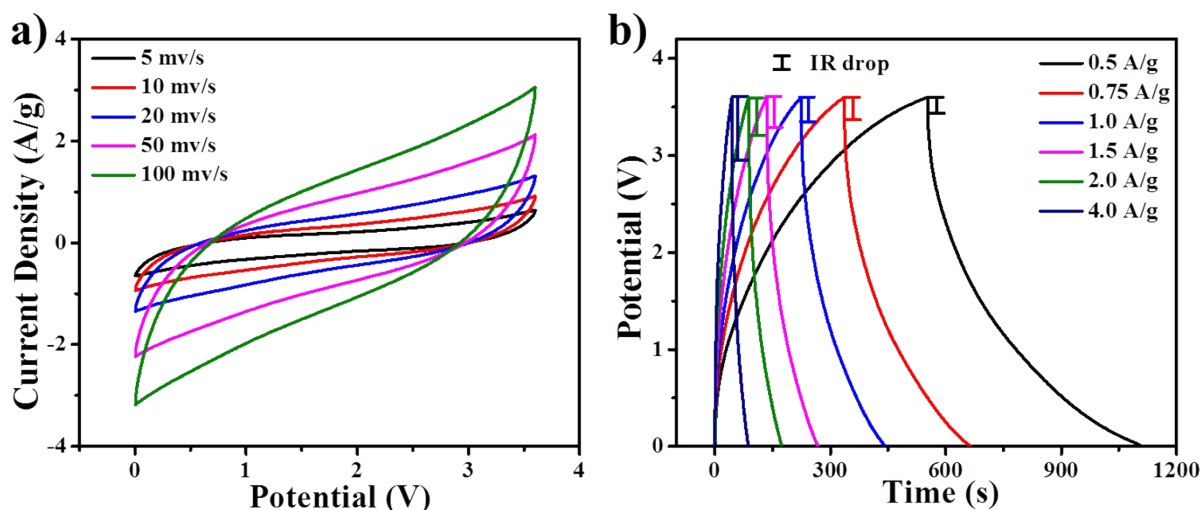 a)
4
2
0
-2
-4
Current Density (A/g)
5 mv/s
10 mv/s
20 mv/s
50 mv/s
100 mv/s
0
1
2
3
4
Potential (V)
b)
4
3
2
1
0
Potential (V)
IR drop
0.5 A/g
0.75 A/g
1.0 A/g
1.5 A/g
2.0 A/g
4.0 A/g
0
300
600
900
1200
Time (s)